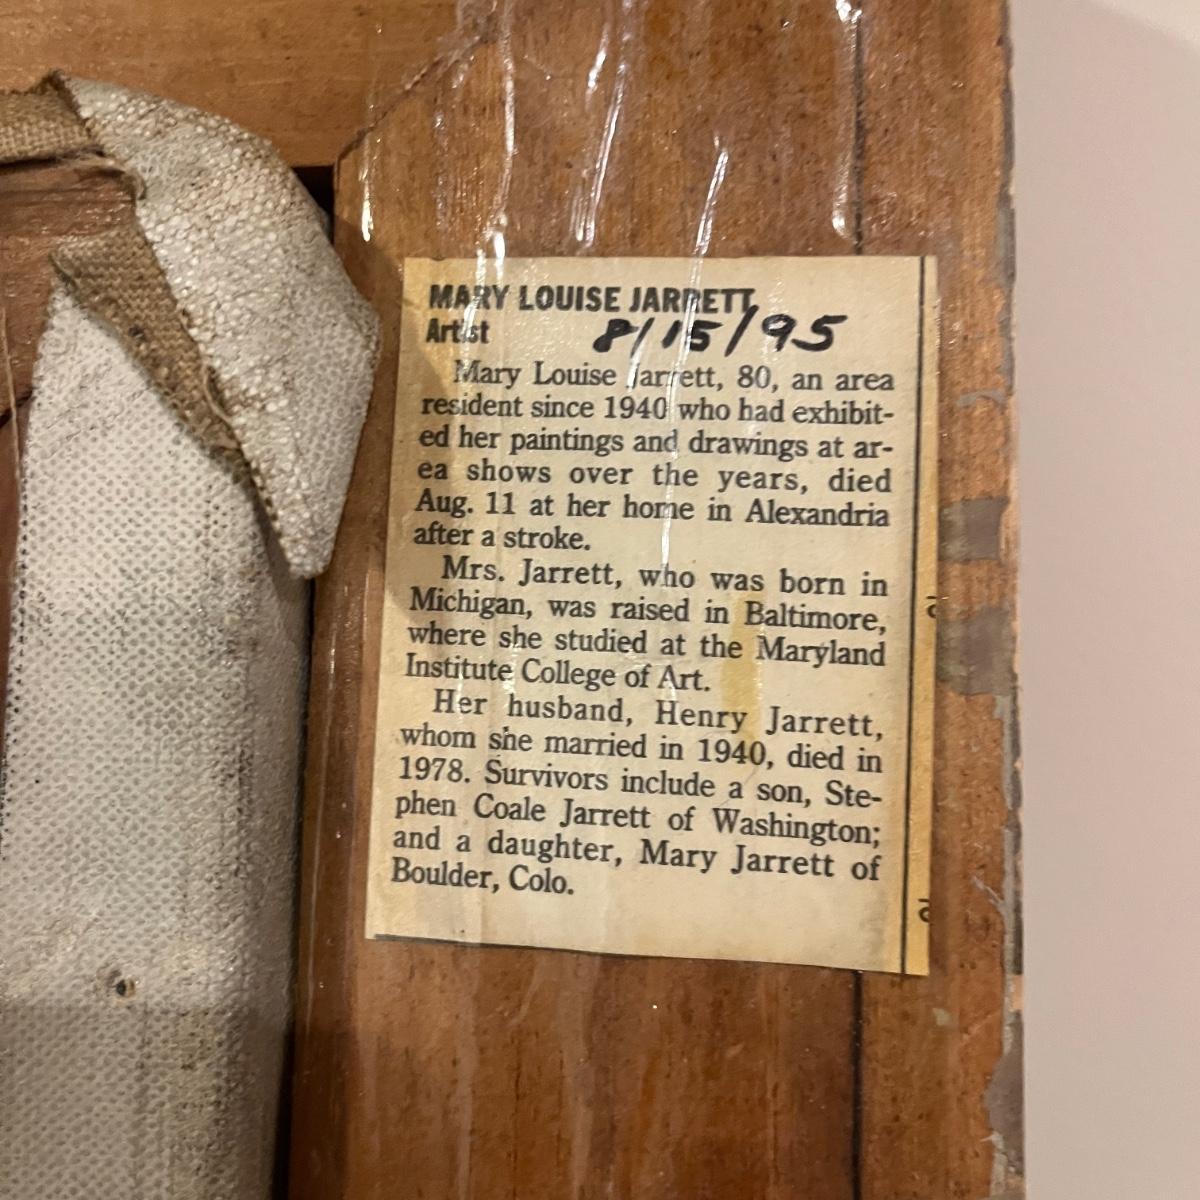 MARY LOUISE JARRETT
Artist 8/15/95
Mary Louise Jarrett, 80, an area
resident since 1940 who had exhibit-
ed her paintings and drawings at ar-
ea shows over the years, died
Aug. 11 at her home in Alexandria
after a stroke.
Mrs. Jarrett, who was born in
Michigan, was raised in Baltimore,
where she studied at the Maryland
Institute College of Art.
Her husband, Henry Jarrett,
whom she married in 1940, died in
1978. Survivors include a son, Ste-
phen Coale Jarrett of Washington;
and a daughter, Mary Jarrett of
Boulder, Colo.